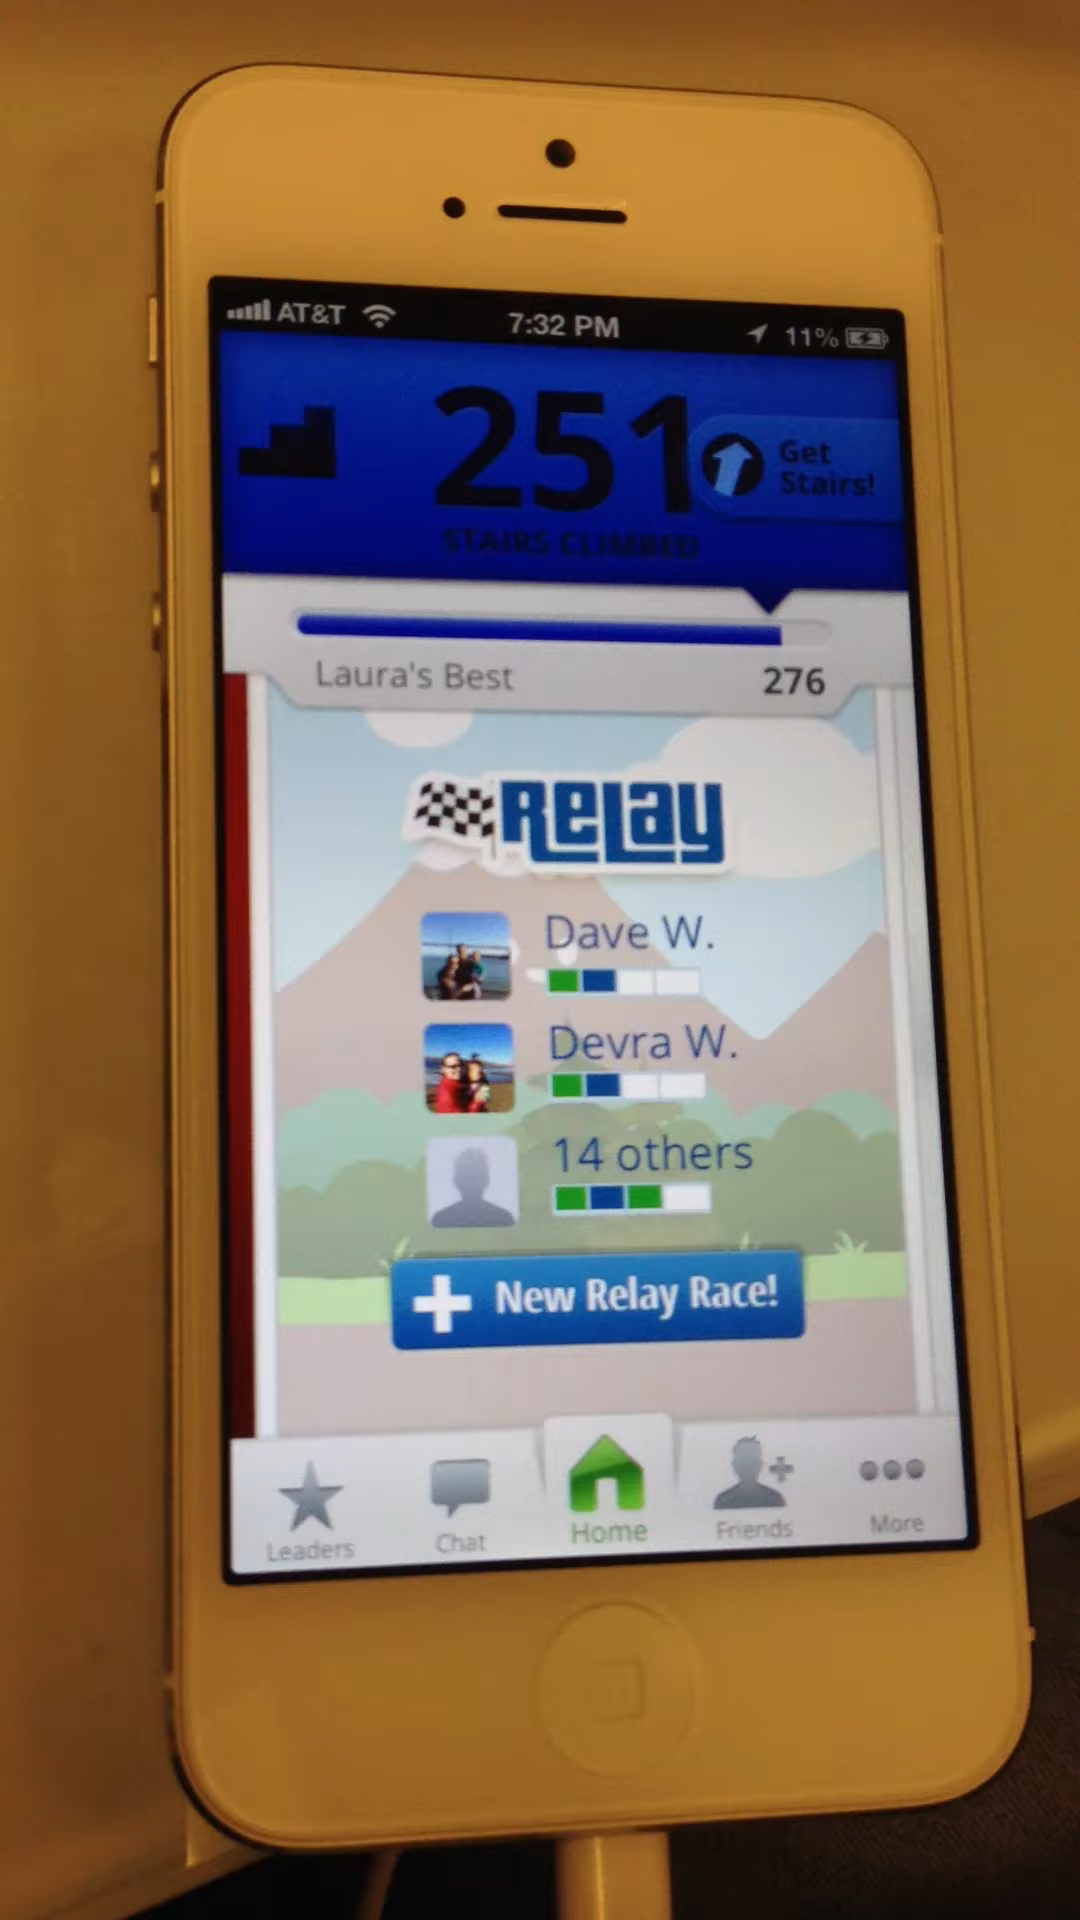 AT&T 7:32 PM 11%
251
Get
Stairs!
STAIRS CLIMBED
Laura's Best 276
Relay
Dave W.
Devra W.
14 others
New Relay Race!
Leaders Chat Home Friends More